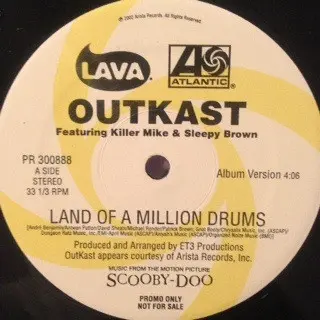 ℗ © 2002 Arista Records, Inc. All Rights Reserved.
LAVA.
ATLANTIC
OUTKAST
Featuring Killer Mike & Sleepy Brown
PR 300888
A SIDE
STEREO
33 1/3 RPM
Album Version 4:06
LAND OF A MILLION DRUMS
Produced and Arranged by ET3 Productions
OutKast appears courtesy of Arista Records, Inc.
MUSIC FROM THE MOTION PICTURE
SCOOBY-DOO
PROMO ONLY
NOT FOR SALE